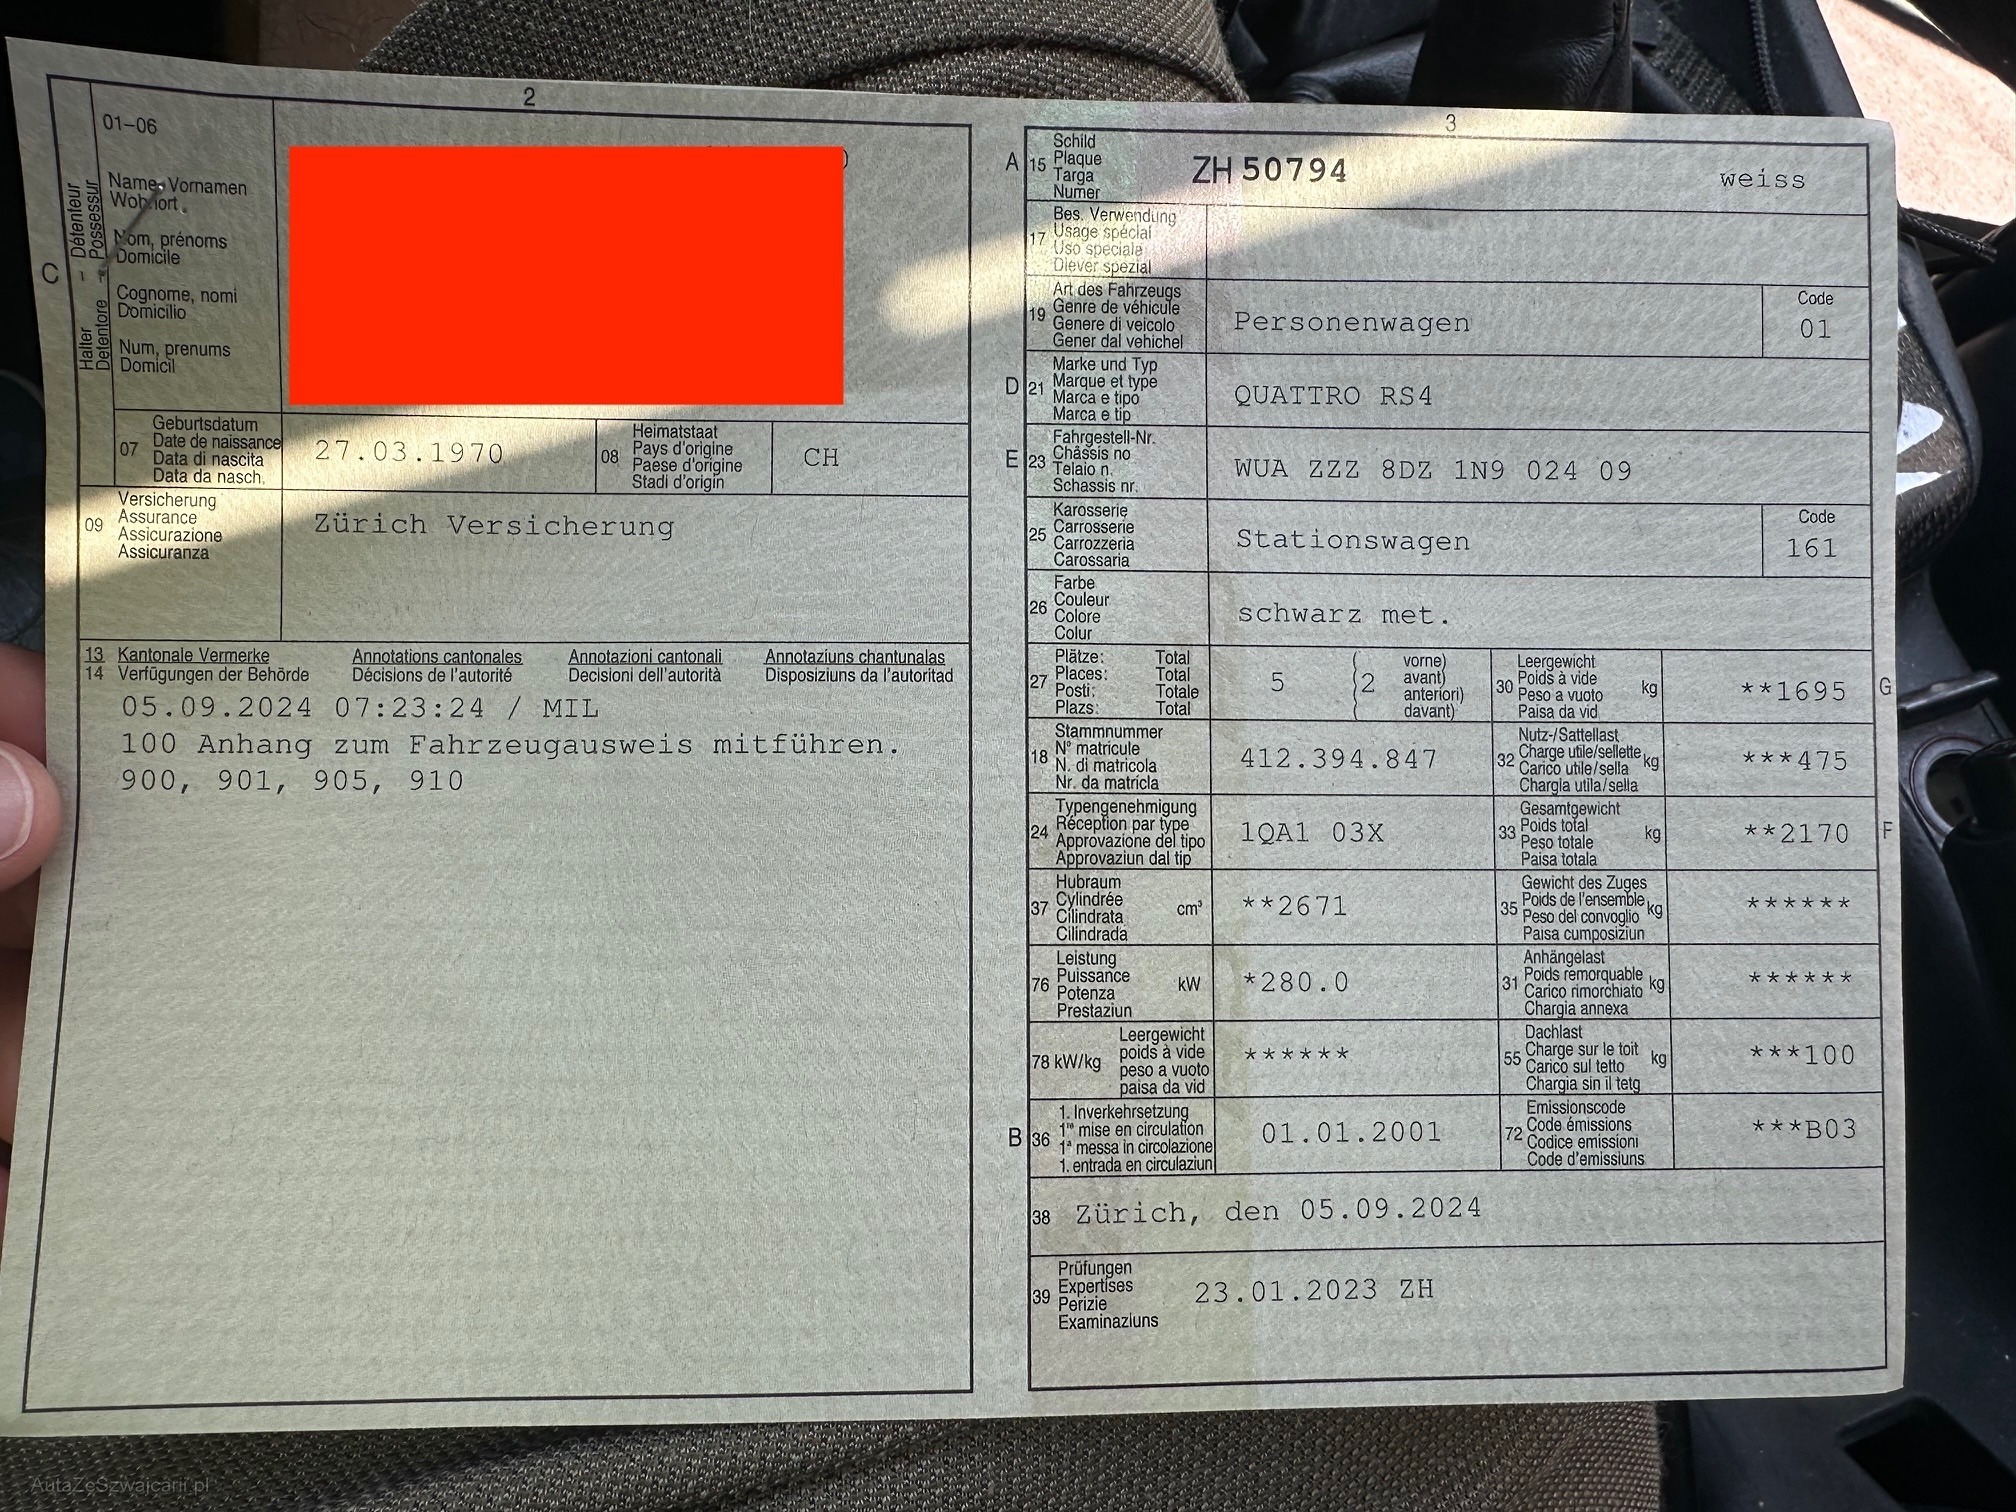 2
01-06
Halter - Détenteur
Detentore - Possessur
C
Name, Vornamen
Wohnort
Nom, prénoms
Domicile
Cognome, nomi
Domicilio
Num, prenums
Domicil
07
Geburtsdatum
Date de naissance
Data di nascita
Data da nasch.
27.03.1970
08
Heimatstaat
Pays d'origine
Paese d'origine
Stadi d'origin
CH
09
Versicherung
Assurance
Assicurazione
Assicuranza
Zürich Versicherung
13 Kantonale Vermerke Annotations cantonales Annotazioni cantonali Annotaziuns chantunalas
14 Verfügungen der Behörde Décisions de l'autorité Decisioni dell'autorità Disposiziuns da l'autoritad
05.09.2024 07:23:24 / MIL
100 Anhang zum Fahrzeugausweis mitführen.
900, 901, 905, 910
3
A 15
Schild
Plaque
Targa
Numer
ZH 50794 weiss
17
Bes. Verwendung
Usage spécial
Uso speciale
Diever spezial
19
Art des Fahrzeugs
Genre de véhicule
Genere di veicolo
Gener dal vehichel
Personenwagen
Code
01
D 21
Marke und Typ
Marque et type
Marca e tipo
Marca e tip
QUATTRO RS4
E 23
Fahrgestell-Nr.
Châssis no
Telaio n.
Schassis nr.
WUA ZZZ 8DZ 1N9 024 09
25
Karosserie
Carrosserie
Carrozzeria
Carossaria
Stationswagen
Code
161
26
Farbe
Couleur
Colore
Colur
schwarz met.
27
Plätze: Total
Places: Total
Posti: Totale
Plazs: Total
5 (2
vorne)
avant)
anteriori)
davant)
30
Leergewicht
Poids à vide
Peso a vuoto
Paisa da vid
kg
**1695
G
18
Stammnummer
N° matricule
N. di matricola
Nr. da matricla
412.394.847
32
Nutz-/Sattellast
Charge utile/sellette
Carico utile/sella
Chargia utila/sella
kg
***475
24
Typengenehmigung
Réception par type
Approvazione del tipo
Approvaziun dal tip
1QA1 03X
33
Gesamtgewicht
Poids total
Peso totale
Paisa totala
kg
**2170
F
37
Hubraum
Cylindrée
Cilindrata
Cilindrada
cm³
**2671
35
Gewicht des Zuges
Poids de l'ensemble
Peso del convoglio
Paisa cumposiziun
kg
******
76
Leistung
Puissance
Potenza
Prestaziun
kW
*280.0
31
Anhängelast
Poids remorquable
Carico rimorchiato
Chargia annexa
kg
******
78 kW/kg
Leergewicht
poids à vide
peso a vuoto
paisa da vid
******
55
Dachlast
Charge sur le toit
Carico sul tetto
Chargia sin il tetg
kg
***100
B 36
1. Inverkehrsetzung
1re mise en circulation
1a messa in circolazione
1. entrada en circulaziun
01.01.2001
72
Emissionscode
Code émissions
Codice emissioni
Code d'emissiuns
***B03
38 Zürich, den 05.09.2024
39
Prüfungen
Expertises
Perizie
Examinaziuns
23.01.2023 ZH
AutaZeSzwajcarii.pl